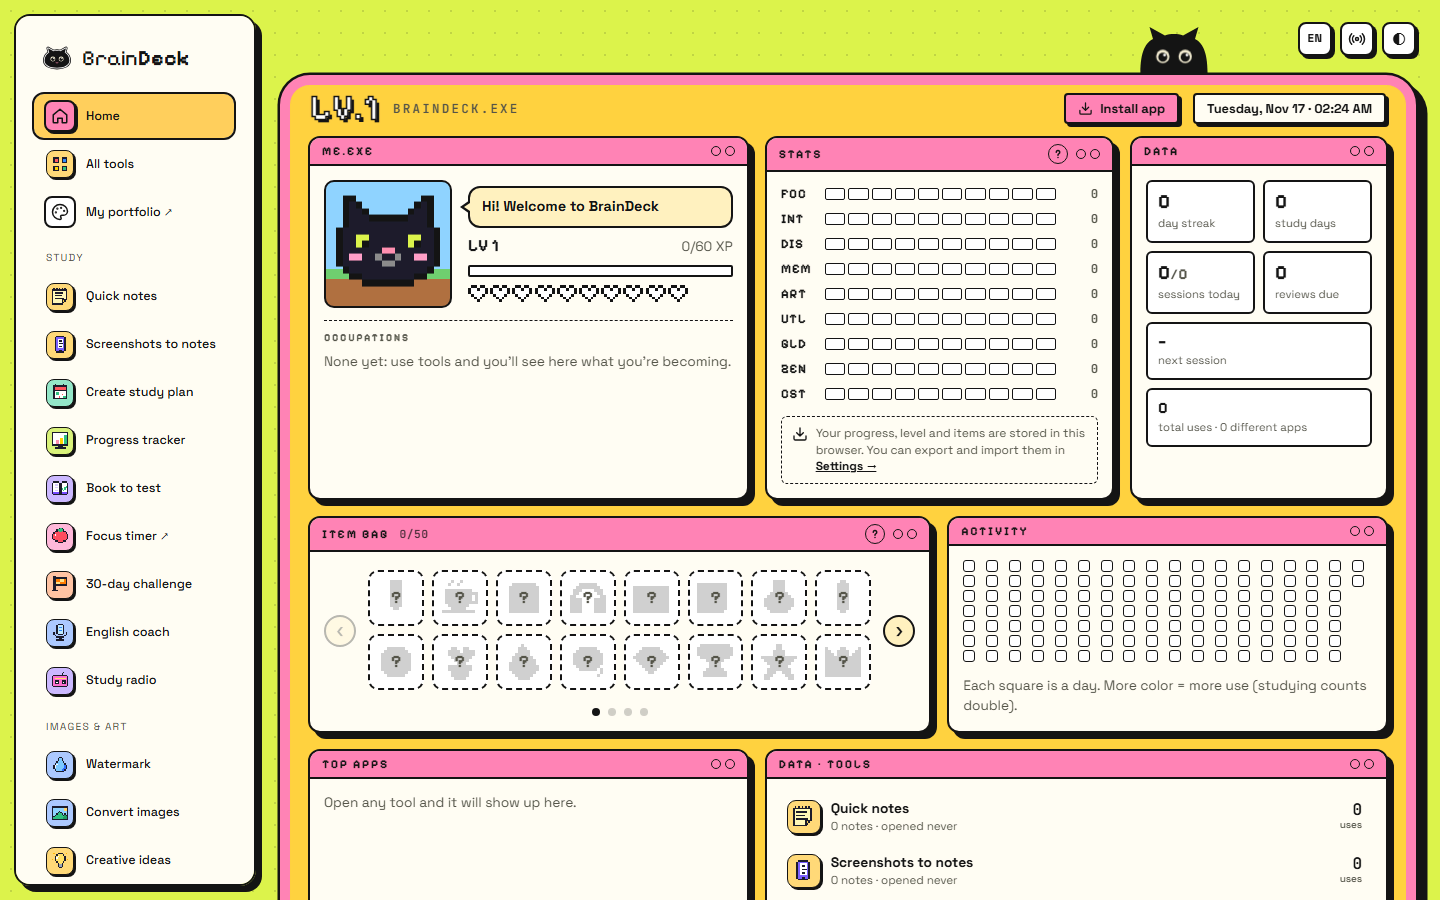 BrainDeck
Home
All tools
My portfolio ↗
STUDY
Quick notes
Screenshots to notes
Create study plan
Progress tracker
Book to test
Focus timer ↗
30-day challenge
English coach
Study radio
IMAGES & ART
Watermark
Convert images
Creative ideas
EN
LV.1 BRAINDECK.EXE
Install app
Tuesday, Nov 17 · 02:24 AM
ME.EXE
Hi! Welcome to BrainDeck
LV 1 0/60 XP
OCCUPATIONS
None yet: use tools and you'll see here what you're becoming.
STATS ?
FOC 0
INT 0
DIS 0
MEM 0
ART 0
UTL 0
GLD 0
ZEN 0
CST 0
Your progress, level and items are stored in this
browser. You can export and import them in
Settings →
DATA
0 0
day streak study days
0/0 0
sessions today reviews due
–
next session
0
total uses · 0 different apps
ITEM BAG 0/50 ?
‹ ? ? ? ? ? ? ? ? ›
? ? ? ? ? ? ? ?
ACTIVITY
Each square is a day. More color = more use (studying counts
double).
TOP APPS
Open any tool and it will show up here.
DATA · TOOLS
Quick notes 0
0 notes · opened never uses
Screenshots to notes 0
0 notes · opened never uses